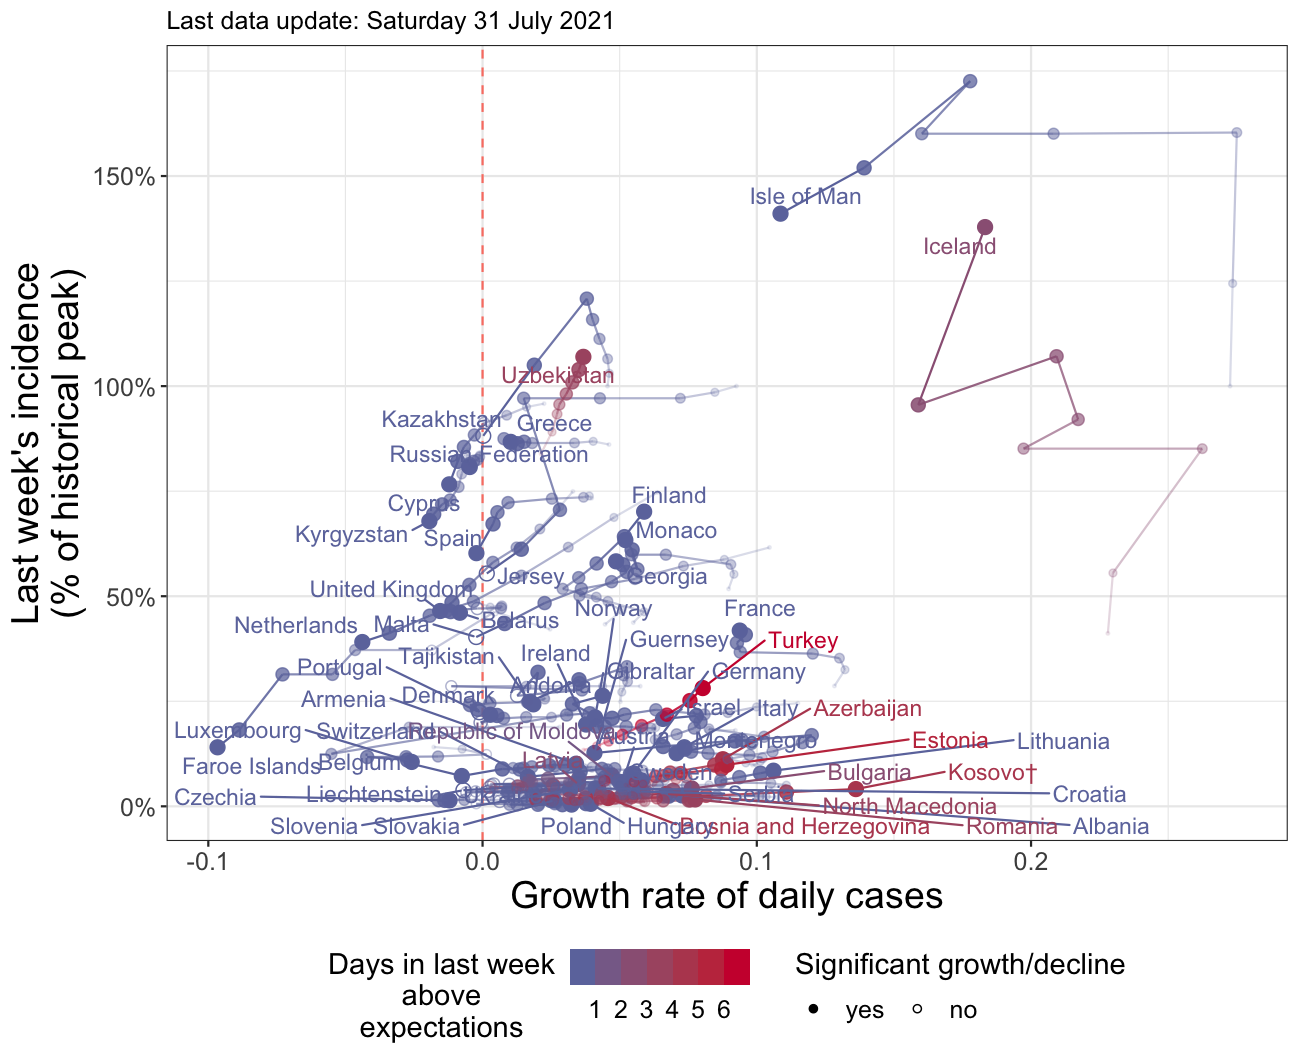 Last data update: Saturday 31 July 2021
Last week's incidence
(% of historical peak)
150%
100%
50%
0%
Isle of Man
Iceland
Uzbekistan
Kazakhstan
Greece
Russian Federation
Cyprus
Finland
Kyrgyzstan
Spain
Monaco
Jersey
Georgia
United Kingdom
Norway
France
Netherlands
Malta
Belarus
Guernsey
Turkey
Tajikistan
Ireland
Portugal
Gibraltar
Germany
Armenia
Denmark
Andorra
Israel
Italy
Azerbaijan
Luxembourg
Switzerland
Republic of Moldova
Austria
Montenegro
Estonia
Lithuania
Faroe Islands
Belgium
Latvia
Sweden
Bulgaria
Kosovo†
Czechia
Liechtenstein
Ukraine
Serbia
Croatia
North Macedonia
Slovenia
Slovakia
Poland
Hungary
Bosnia and Herzegovina
Romania
Albania
-0.1
0.0
0.1
0.2
Growth rate of daily cases
Days in last week
above
expectations
1 2 3 4 5 6
Significant growth/decline
yes
no